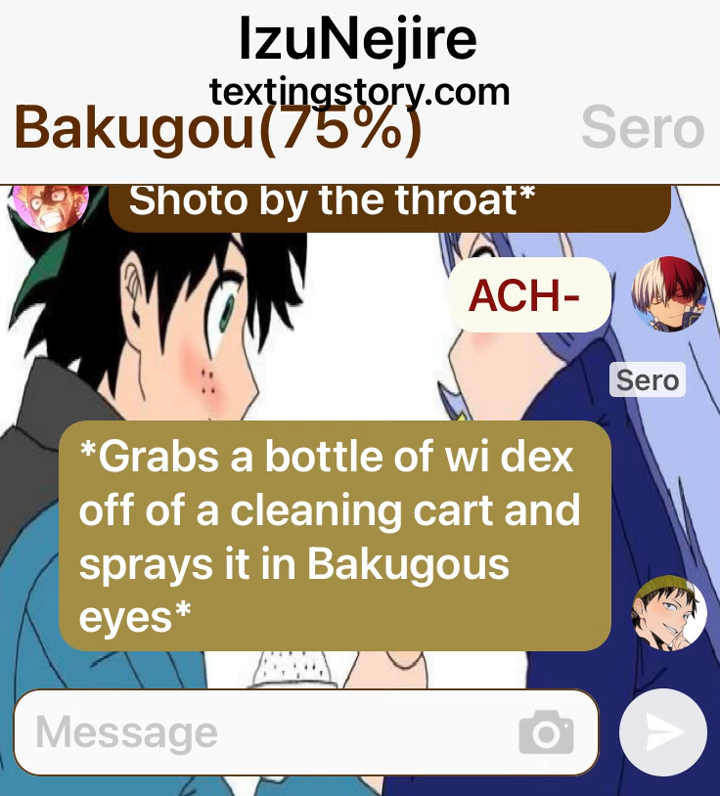 IzuNejire
textingstory.com
Bakugou(75%)
Sero
Shoto by the throat*
ACH-
Sero
*Grabs a bottle of wi dex
off of a cleaning cart and
sprays it in Bakugous
eyes*
Message